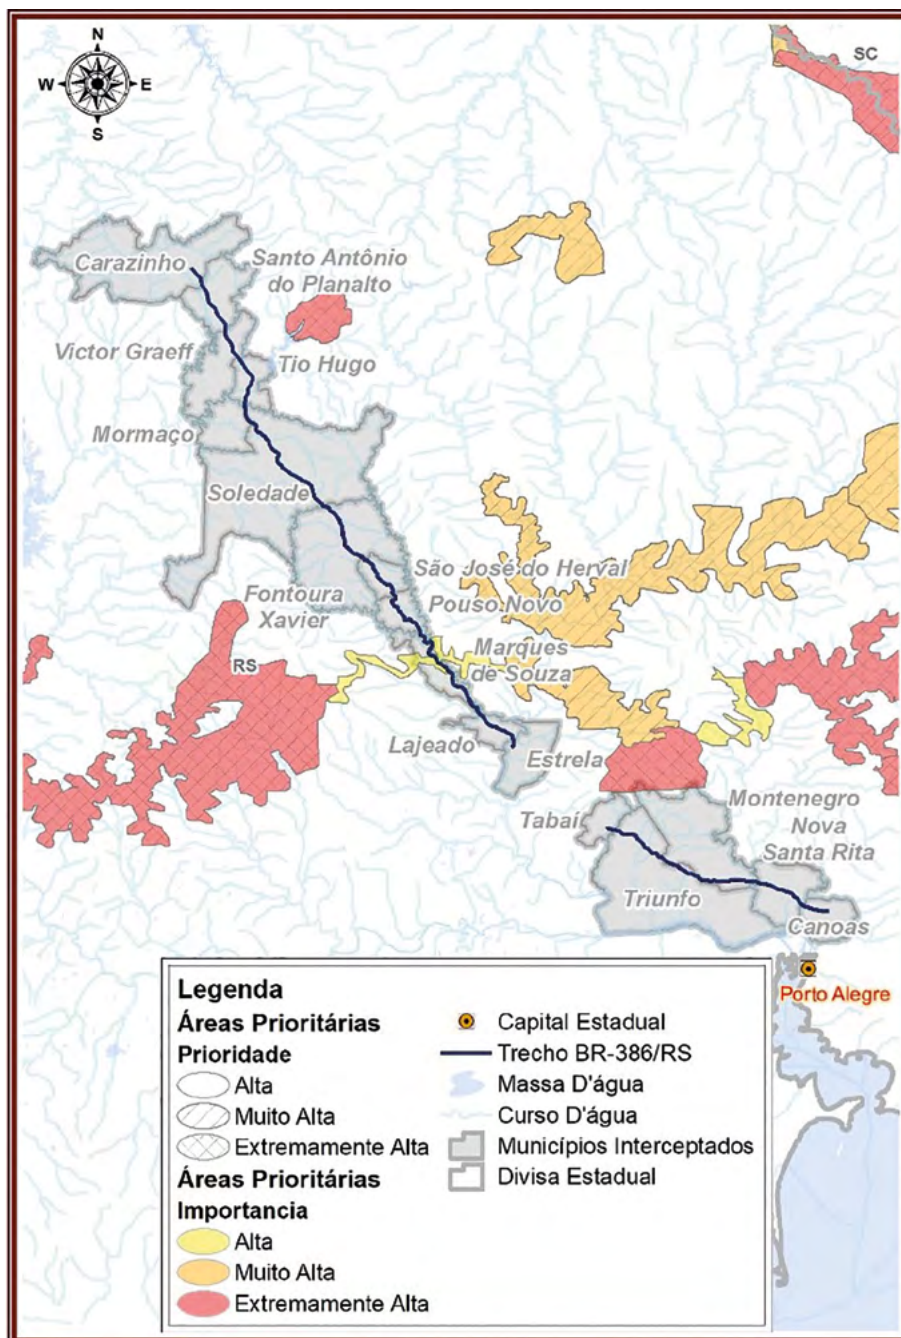 N
W E
S
SC
Carazinho
Santo Antônio
do Planalto
Victor Graeff
Tio Hugo
Mormaço
Soledade
São José do Herval
Fontoura
Xavier
Pouso Novo
RS
Marques
de Souza
Lajeado
Estrela
Tabaí
Montenegro
Nova
Santa Rita
Triunfo
Canoas
Porto Alegre
Legenda
Áreas Prioritárias
Prioridade
Alta
Muito Alta
Extremamente Alta
Áreas Prioritárias
Importancia
Alta
Muito Alta
Extremamente Alta
Capital Estadual
Trecho BR-386/RS
Massa D'água
Curso D'água
Municípios Interceptados
Divisa Estadual